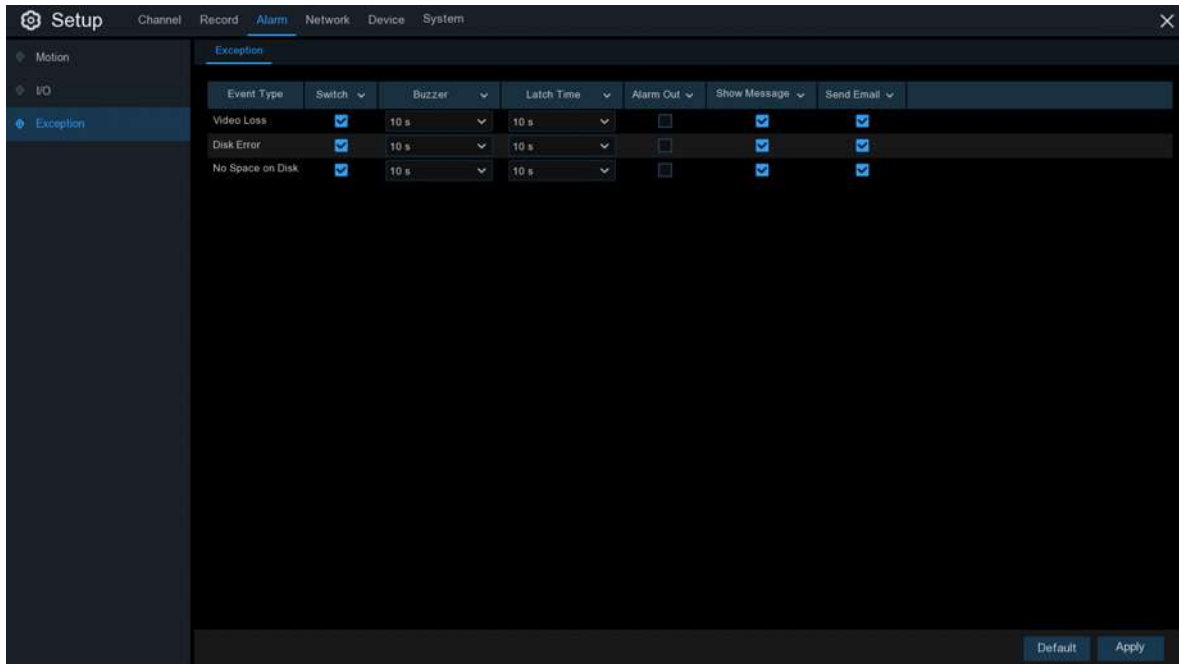 Setup Channel Record Alarm Network Device System
Motion
I/O
Exception
Exception
Event Type Switch Buzzer Latch Time Alarm Out Show Message Send Email
Video Loss 10 s 10 s
Disk Error 10 s 10 s
No Space on Disk 10 s 10 s
Default Apply